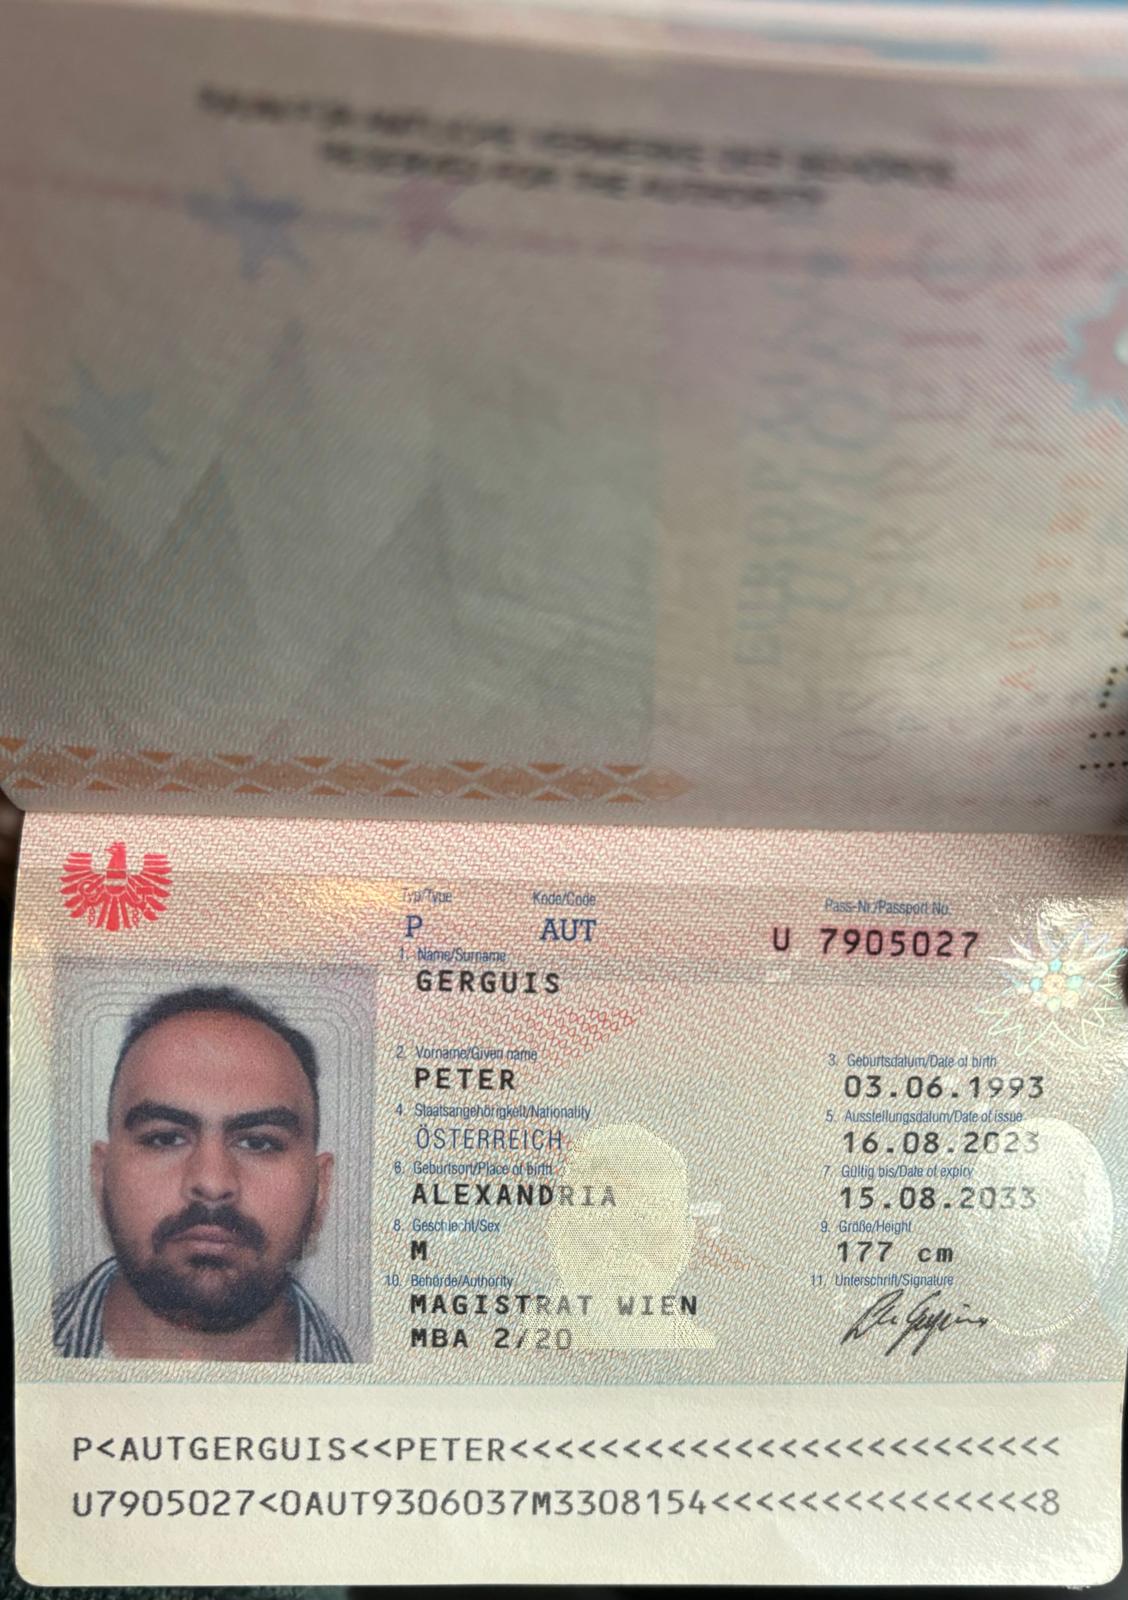 RESERVED FOR THE AUTHORITY
Typ/Type Kode/Code Pass-Nr./Passport No.
P AUT U 7905027
1. Name/Surname
GERGUIS
2. Vorname/Given name
PETER
3. Geburtsdatum/Date of birth
03.06.1993
4. Staatsangehörigkeit/Nationality
ÖSTERREICH
5. Ausstellungsdatum/Date of issue
16.08.2023
6. Geburtsort/Place of birth
ALEXANDRIA
7. Gültig bis/Date of expiry
15.08.2033
8. Geschlecht/Sex
M
9. Größe/Height
177 cm
10. Behörde/Authority
MAGISTRAT WIEN
MBA 2/20
11. Unterschrift/Signature
P<AUTGERGUIS<<PETER<<<<<<<<<<<<<<<<<<<<<<<<<
U7905027<0AUT9306037M3308154<<<<<<<<<<<<<<<8